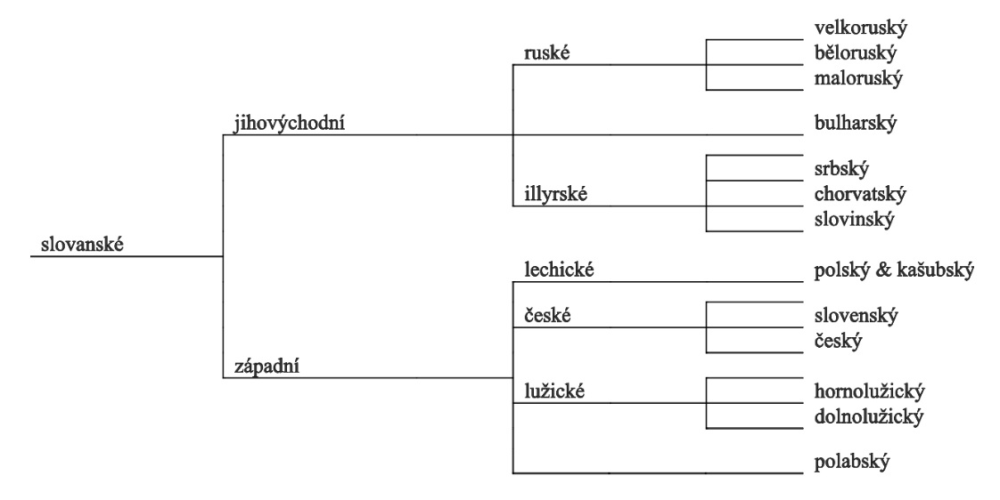 velkoruský
ruské
běloruský
maloruský
jihovýchodní
bulharský
srbský
illyrské
chorvatský
slovinský
slovanské
lechické
polský & kašubský
české
slovenský
český
západní
lužické
hornolužický
dolnolužický
polabský